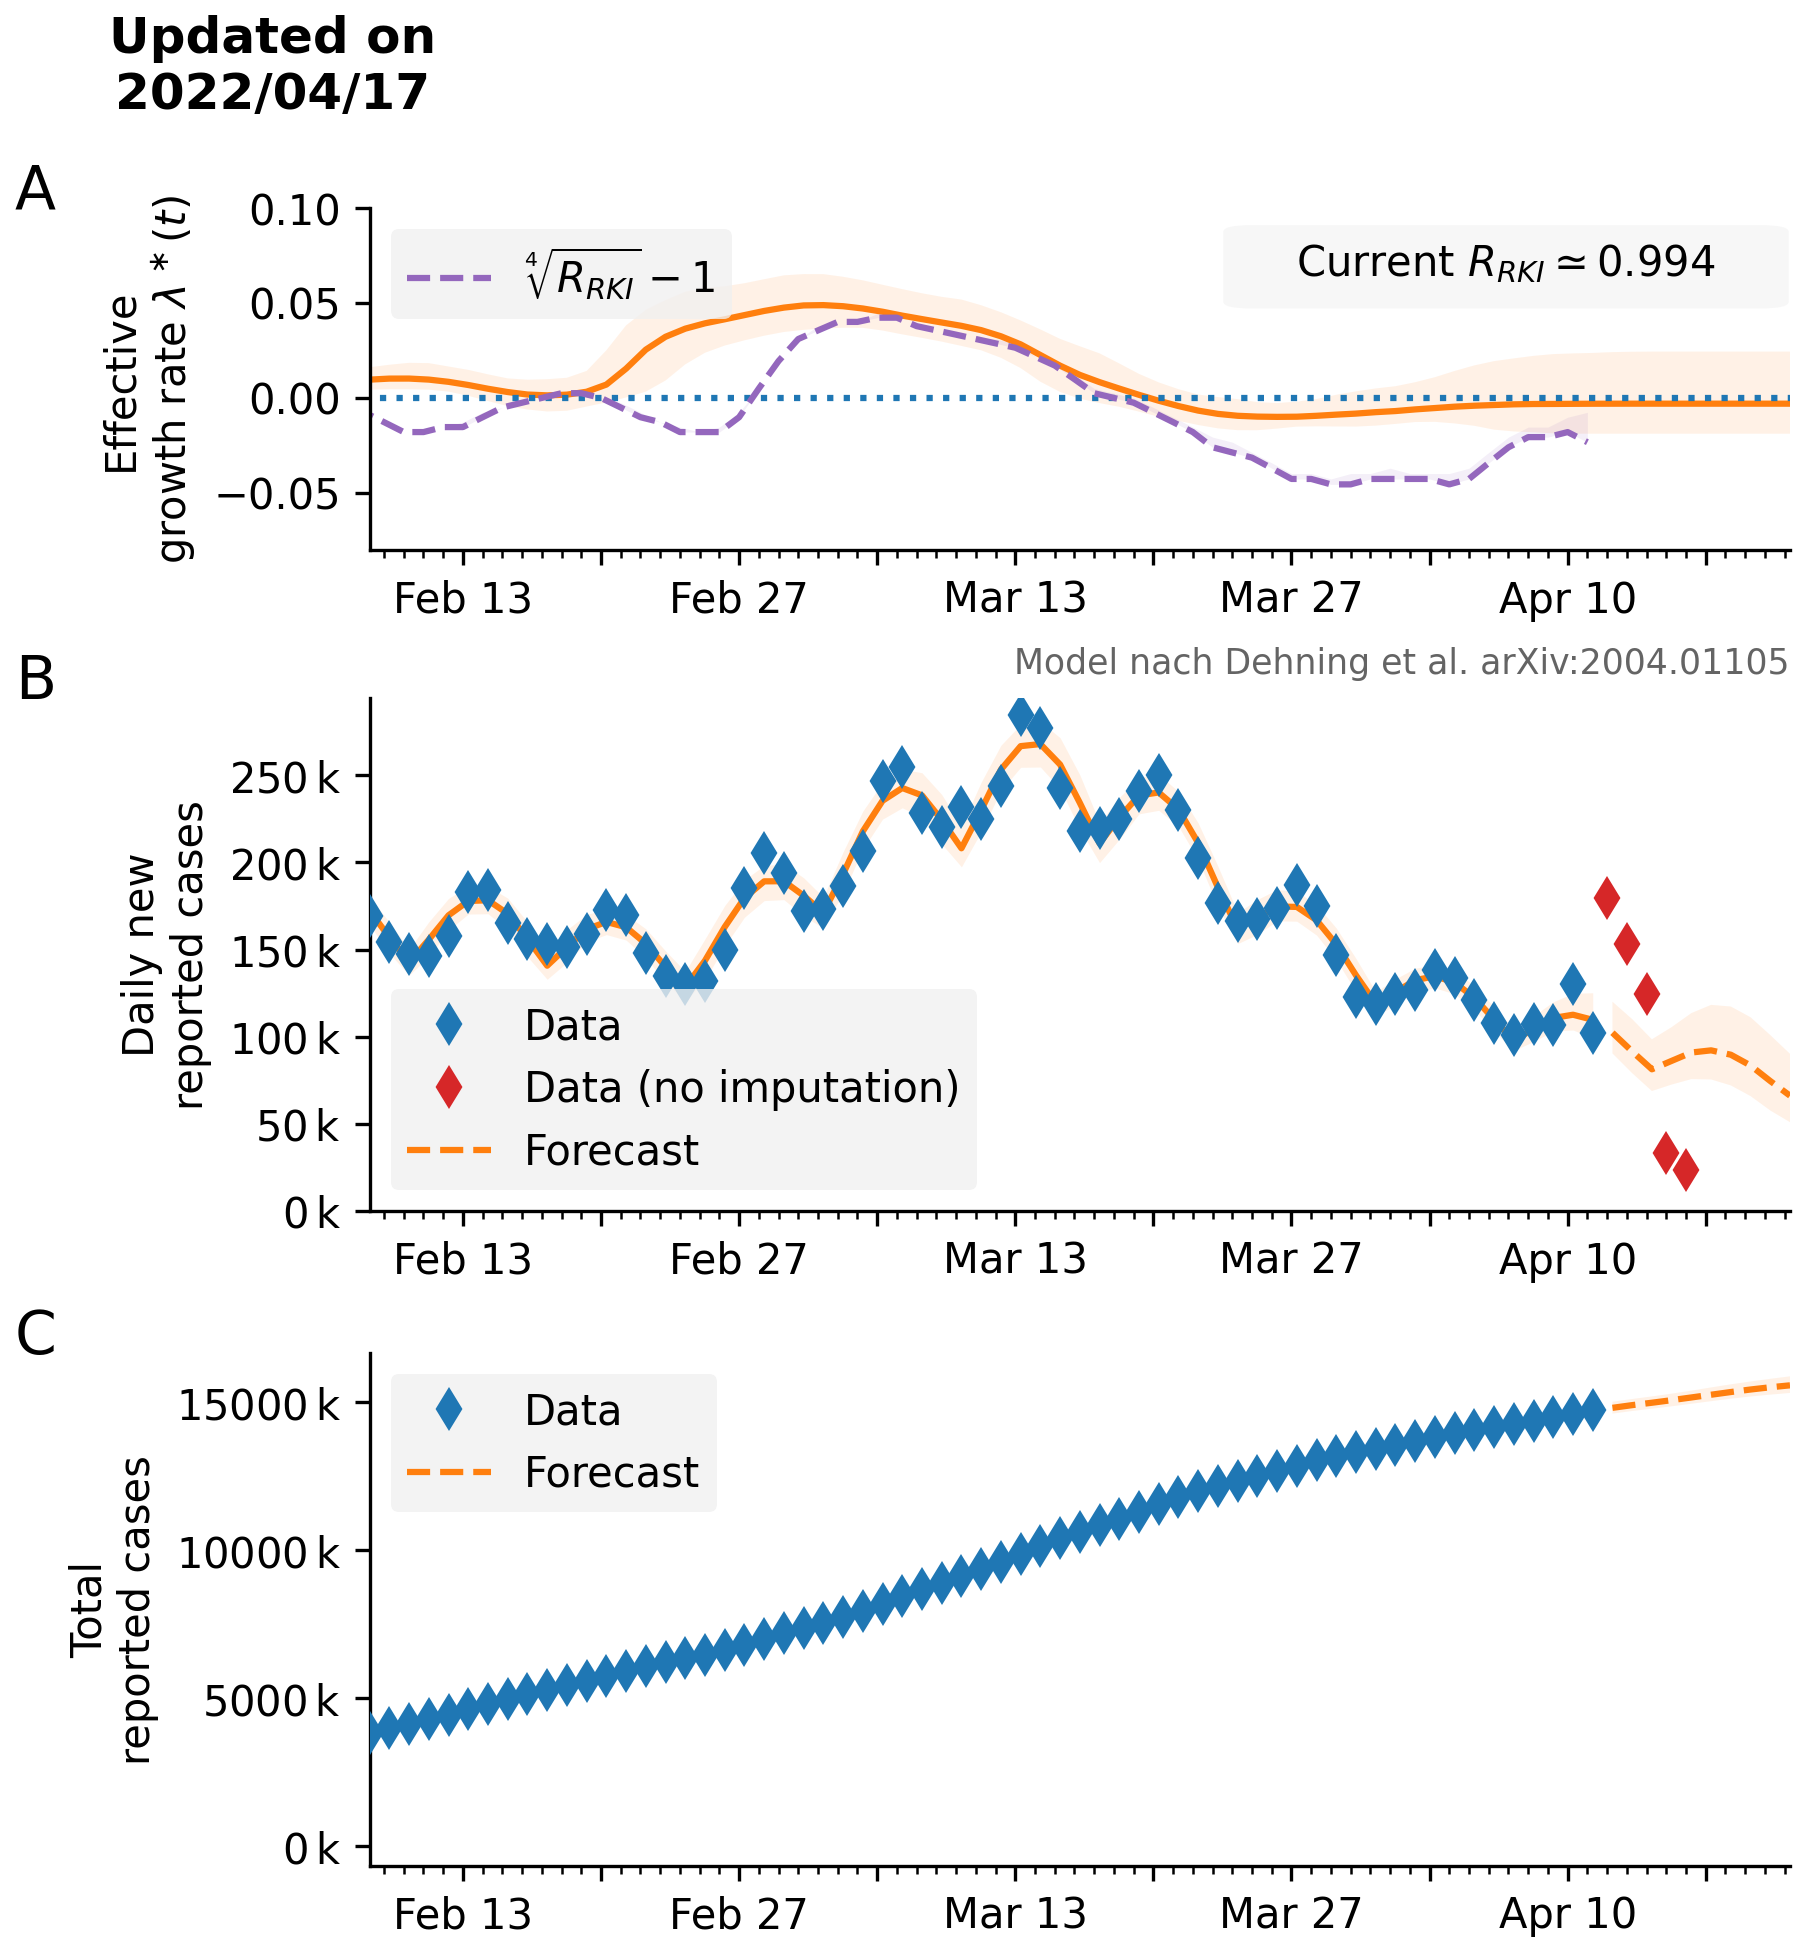 Updated on
2022/04/17
A
Effective
growth rate λ * (t)
0.10
0.05
0.00
−0.05
∜R_RKI − 1
Current R_RKI ≃ 0.994
Feb 13 Feb 27 Mar 13 Mar 27 Apr 10
B
Model nach Dehning et al. arXiv:2004.01105
Daily new
reported cases
250 k
200 k
150 k
100 k
50 k
0 k
Data
Data (no imputation)
Forecast
Feb 13 Feb 27 Mar 13 Mar 27 Apr 10
C
Total
reported cases
15000 k
10000 k
5000 k
0 k
Data
Forecast
Feb 13 Feb 27 Mar 13 Mar 27 Apr 10